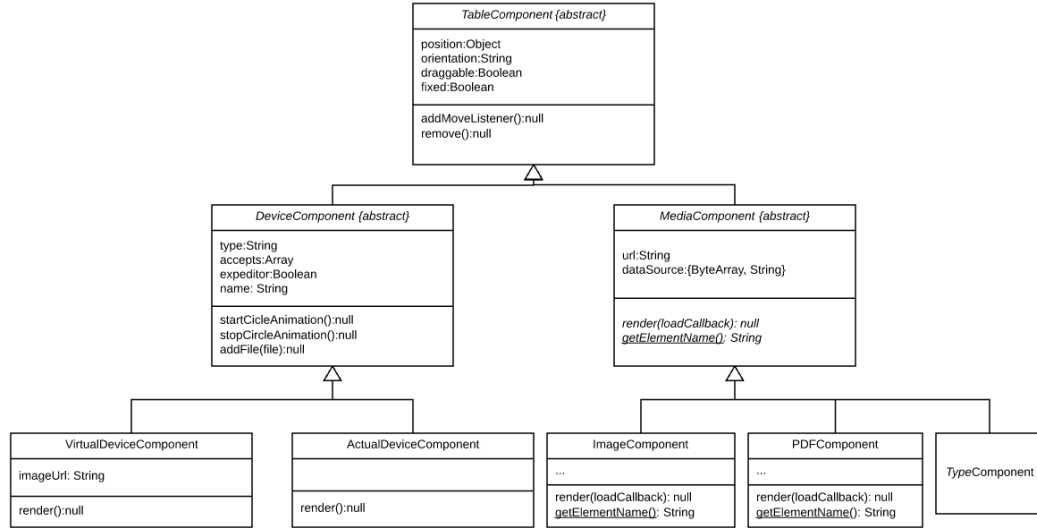 TableComponent {abstract}
position:Object
orientation:String
draggable:Boolean
fixed:Boolean
addMoveListener():null
remove():null
DeviceComponent {abstract}
type:String
accepts:Array
expeditor:Boolean
name: String
startCicleAnimation():null
stopCircleAnimation():null
addFile(file):null
MediaComponent {abstract}
url:String
dataSource:{ByteArray, String}
render(loadCallback): null
getElementName(): String
VirtualDeviceComponent
imageUrl: String
render():null
ActualDeviceComponent
render():null
ImageComponent
...
render(loadCallback): null
getElementName(): String
PDFComponent
...
render(loadCallback): null
getElementName(): String
TypeComponent